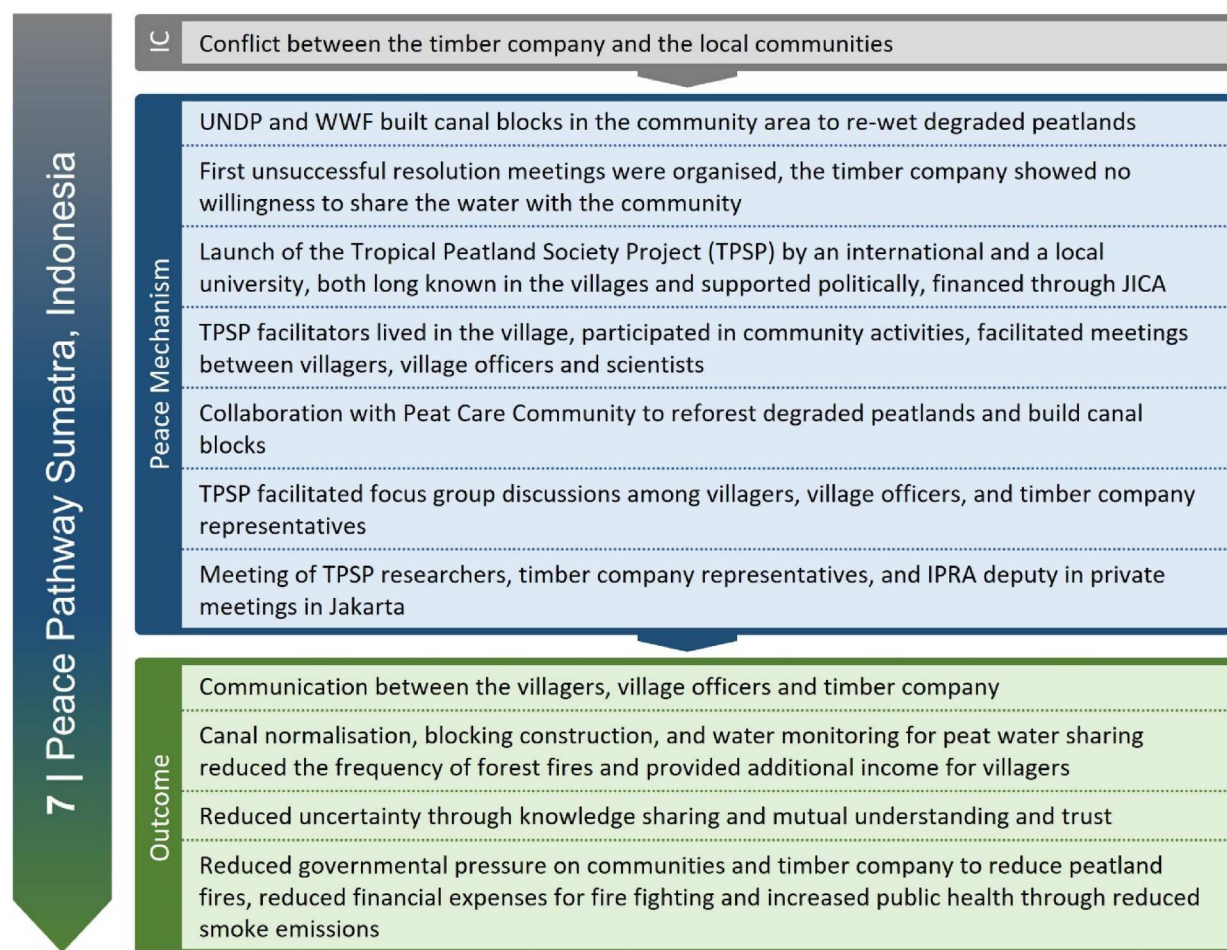 7 | Peace Pathway Sumatra, Indonesia
IC
Conflict between the timber company and the local communities
Peace Mechanism
UNDP and WWF built canal blocks in the community area to re-wet degraded peatlands
First unsuccessful resolution meetings were organised, the timber company showed no
willingness to share the water with the community
Launch of the Tropical Peatland Society Project (TPSP) by an international and a local
university, both long known in the villages and supported politically, financed through JICA
TPSP facilitators lived in the village, participated in community activities, facilitated meetings
between villagers, village officers and scientists
Collaboration with Peat Care Community to reforest degraded peatlands and build canal
blocks
TPSP facilitated focus group discussions among villagers, village officers, and timber company
representatives
Meeting of TPSP researchers, timber company representatives, and IPRA deputy in private
meetings in Jakarta
Outcome
Communication between the villagers, village officers and timber company
Canal normalisation, blocking construction, and water monitoring for peat water sharing
reduced the frequency of forest fires and provided additional income for villagers
Reduced uncertainty through knowledge sharing and mutual understanding and trust
Reduced governmental pressure on communities and timber company to reduce peatland
fires, reduced financial expenses for fire fighting and increased public health through reduced
smoke emissions